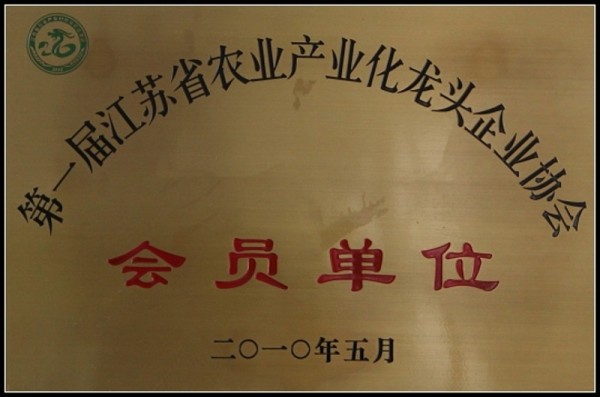 第一届江苏省农业产业化龙头企业协会
会员单位
二〇一〇年五月